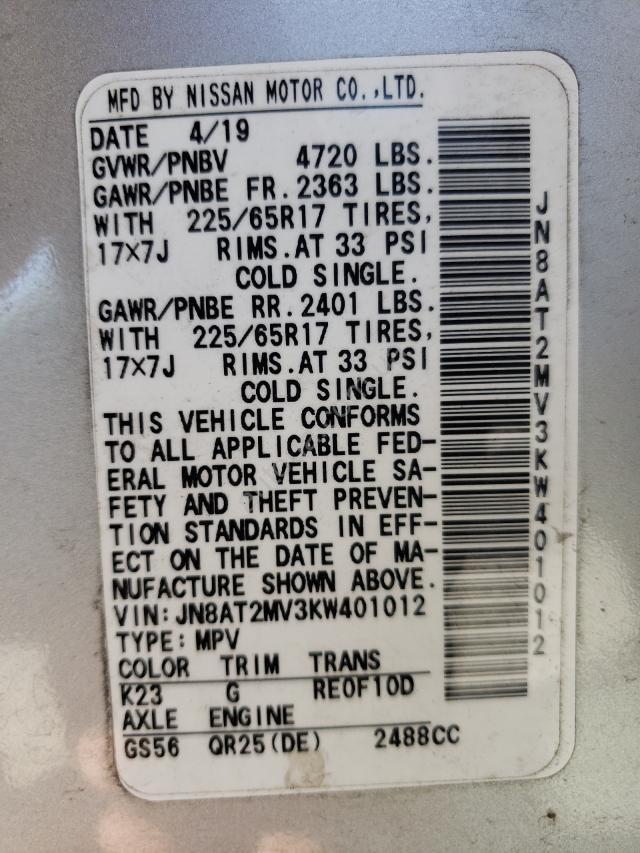 MFD BY NISSAN MOTOR CO.,LTD.
DATE 4/19
GVWR/PNBV 4720 LBS.
GAWR/PNBE FR.2363 LBS.
WITH 225/65R17 TIRES,
17×7J RIMS.AT 33 PSI
COLD SINGLE.
GAWR/PNBE RR.2401 LBS.
WITH 225/65R17 TIRES,
17×7J RIMS.AT 33 PSI
COLD SINGLE.
THIS VEHICLE CONFORMS
TO ALL APPLICABLE FED-
ERAL MOTOR VEHICLE SA-
FETY AND THEFT PREVEN-
TION STANDARDS IN EFF-
ECT ON THE DATE OF MA-
NUFACTURE SHOWN ABOVE.
VIN:JN8AT2MV3KW401012
TYPE:MPV
COLOR TRIM TRANS
K23 G RE0F10D
AXLE ENGINE
GS56 QR25(DE) 2488CC
JN8AT2MV3KW401012